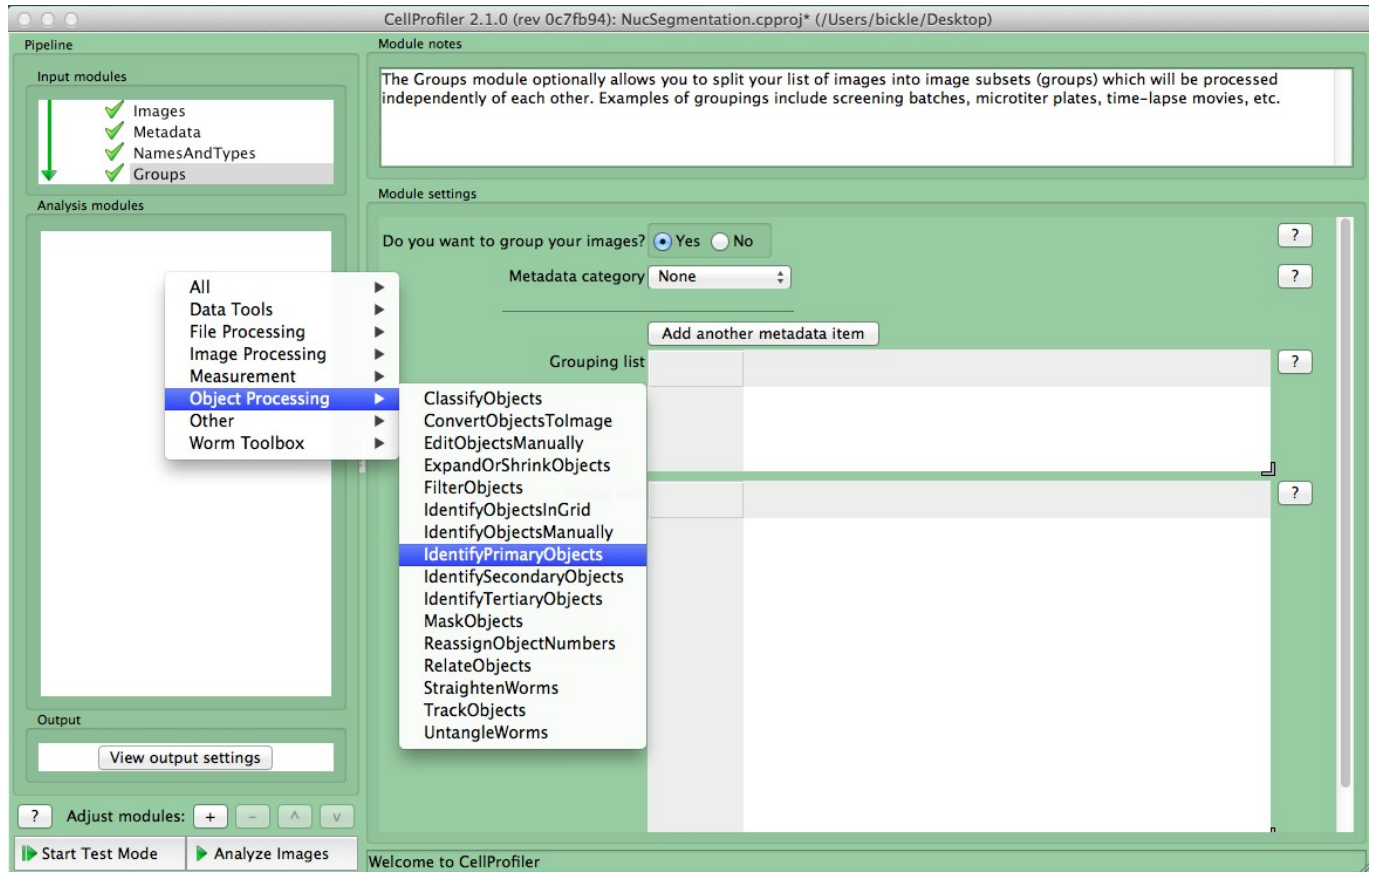 CellProfiler 2.1.0 (rev 0c7fb94): NucSegmentation.cpproj* (/Users/bickle/Desktop)
Pipeline
Input modules
Images
Metadata
NamesAndTypes
Groups
Analysis modules
All
Data Tools
File Processing
Image Processing
Measurement
Object Processing
Other
Worm Toolbox
ClassifyObjects
ConvertObjectsToImage
EditObjectsManually
ExpandOrShrinkObjects
FilterObjects
IdentifyObjectsInGrid
IdentifyObjectsManually
IdentifyPrimaryObjects
IdentifySecondaryObjects
IdentifyTertiaryObjects
MaskObjects
ReassignObjectNumbers
RelateObjects
StraightenWorms
TrackObjects
UntangleWorms
Output
View output settings
? Adjust modules: + - ^ v
Start Test Mode Analyze Images
Module notes
The Groups module optionally allows you to split your list of images into image subsets (groups) which will be processed
independently of each other. Examples of groupings include screening batches, microtiter plates, time-lapse movies, etc.
Module settings
Do you want to group your images? Yes No ?
Metadata category None ?
Add another metadata item
Grouping list ?
?
Welcome to CellProfiler